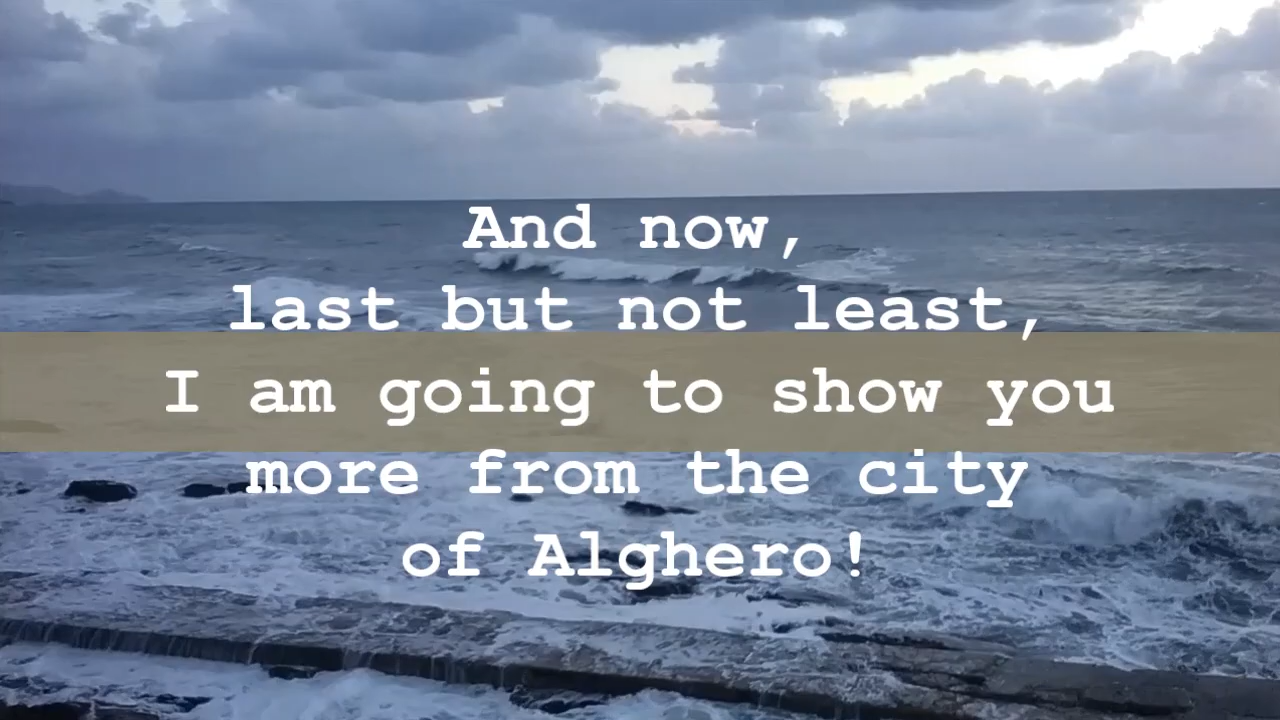 And now,
last but not least,
I am going to show you
more from the city
of Alghero!